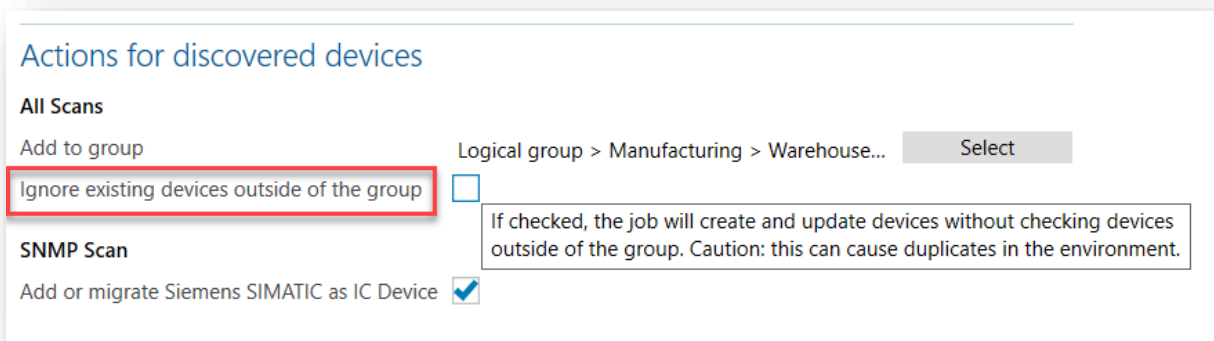 Actions for discovered devices
All Scans
Add to group
Logical group > Manufacturing > Warehouse... Select
Ignore existing devices outside of the group
If checked, the job will create and update devices without checking devices
outside of the group. Caution: this can cause duplicates in the environment.
SNMP Scan
Add or migrate Siemens SIMATIC as IC Device